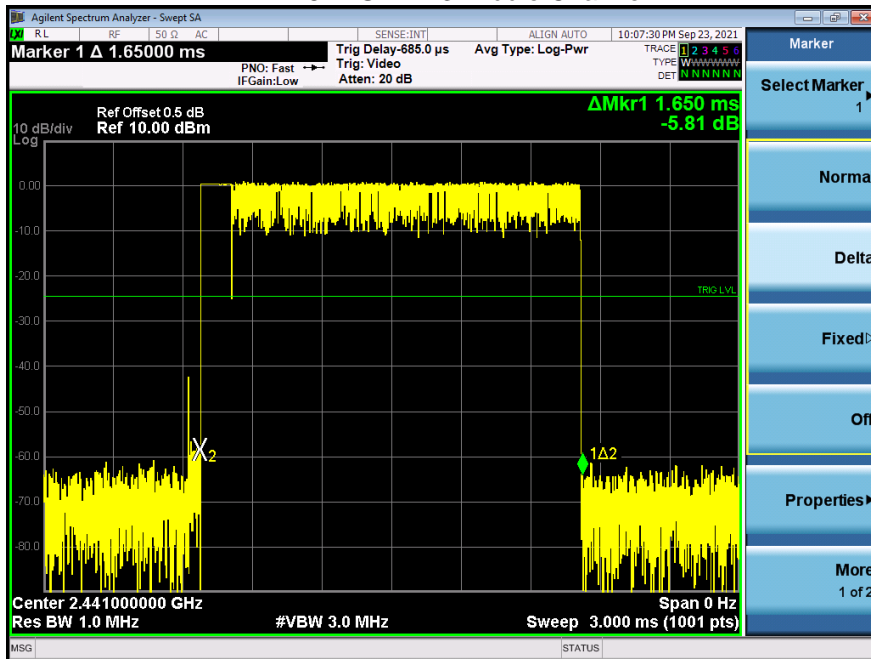 Agilent Spectrum Analyzer - Swept SA
LXI RL RF 50 Ω AC SENSE:INT ALIGN AUTO 10:07:30 PM Sep 23, 2021
Marker 1 Δ 1.65000 ms
PNO: Fast
IFGain:Low
Trig Delay-685.0 µs
Trig: Video
Atten: 20 dB
Avg Type: Log-Pwr
TRACE 1 2 3 4 5 6
TYPE W
DET N N N N N N
Marker
Select Marker
1
Norma
Delta
Fixed
Off
Properties
More
1 of 2
ΔMkr1 1.650 ms
-5.81 dB
Ref Offset 0.5 dB
10 dB/div Ref 10.00 dBm
Log
0.00
-10.0
-20.0
TRIG LVL
-30.0
-40.0
-50.0
X2
1Δ2
-60.0
-70.0
-80.0
Center 2.441000000 GHz Span 0 Hz
Res BW 1.0 MHz #VBW 3.0 MHz Sweep 3.000 ms (1001 pts)
MSG STATUS